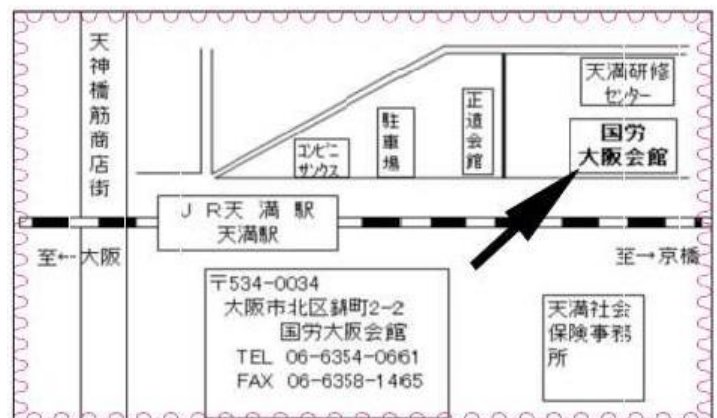 天神橋筋商店街
天満研修
センター
国労
大阪会館
正道会館
駐車場
コンビニ
サンクス
JR天満駅
天満駅
至←大阪
至→京橋
〒534-0034
大阪市北区錦町2-2
国労大阪会館
TEL 06-6354-0661
FAX 06-6358-1465
天満社会
保険事務
所